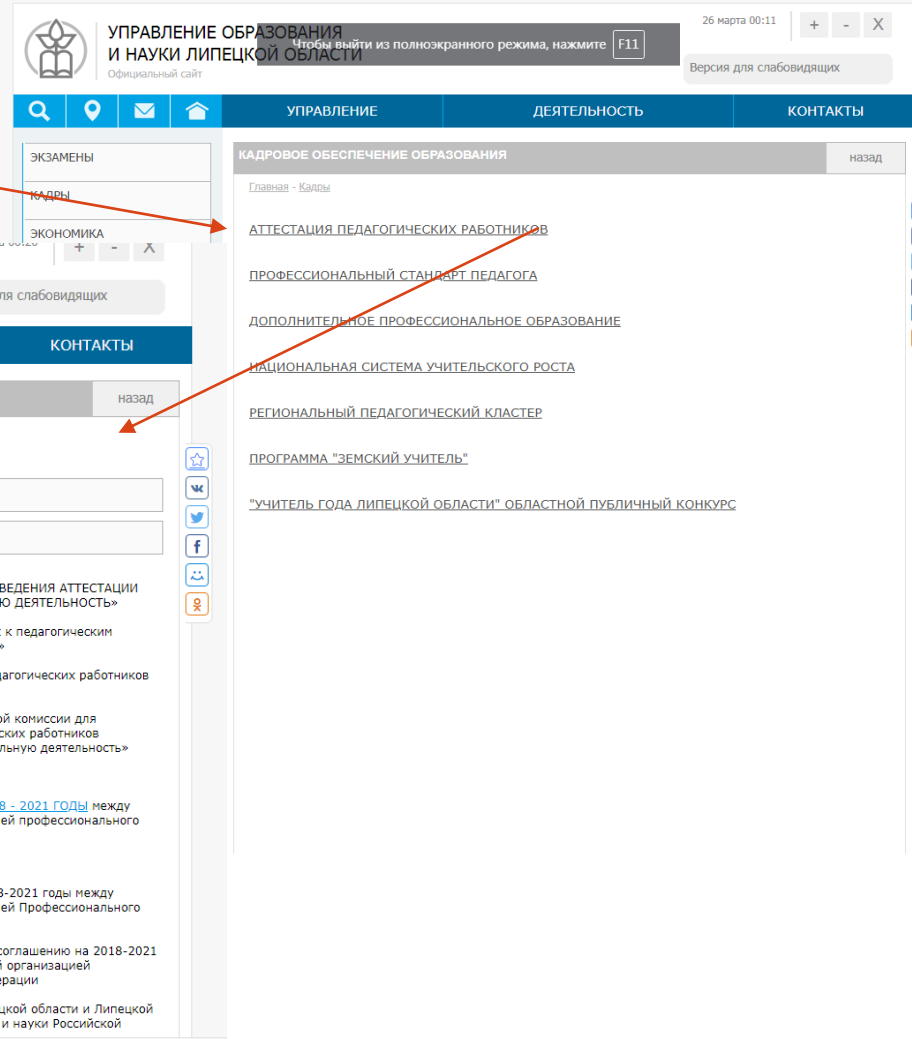 УПРАВЛЕНИЕ ОБРАЗОВАНИЯ
И НАУКИ ЛИПЕЦКОЙ ОБЛАСТИ
Официальный сайт
Чтобы выйти из полноэкранного режима, нажмите F11
26 марта 00:11
+ - X
Версия для слабовидящих
УПРАВЛЕНИЕ ДЕЯТЕЛЬНОСТЬ КОНТАКТЫ
ЭКЗАМЕНЫ
КАДРЫ
ЭКОНОМИКА
КАДРОВОЕ ОБЕСПЕЧЕНИЕ ОБРАЗОВАНИЯ
назад
Главная - Кадры
АТТЕСТАЦИЯ ПЕДАГОГИЧЕСКИХ РАБОТНИКОВ
ПРОФЕССИОНАЛЬНЫЙ СТАНДАРТ ПЕДАГОГА
ДОПОЛНИТЕЛЬНОЕ ПРОФЕССИОНАЛЬНОЕ ОБРАЗОВАНИЕ
НАЦИОНАЛЬНАЯ СИСТЕМА УЧИТЕЛЬСКОГО РОСТА
РЕГИОНАЛЬНЫЙ ПЕДАГОГИЧЕСКИЙ КЛАСТЕР
ПРОГРАММА "ЗЕМСКИЙ УЧИТЕЛЬ"
"УЧИТЕЛЬ ГОДА ЛИПЕЦКОЙ ОБЛАСТИ" ОБЛАСТНОЙ ПУБЛИЧНЫЙ КОНКУРС
+ - X
ля слабовидящих
КОНТАКТЫ
назад
ВЕДЕНИЯ АТТЕСТАЦИИ
Ю ДЕЯТЕЛЬНОСТЬ»
к педагогическим
»
дагогических работников
ой комиссии для
ских работников
льную деятельность»
8 - 2021 ГОДЫ между
ей профессионального
8-2021 годы между
ей Профессионального
соглашению на 2018-2021
й организацией
ерации
цкой области и Липецкой
и науки Российской